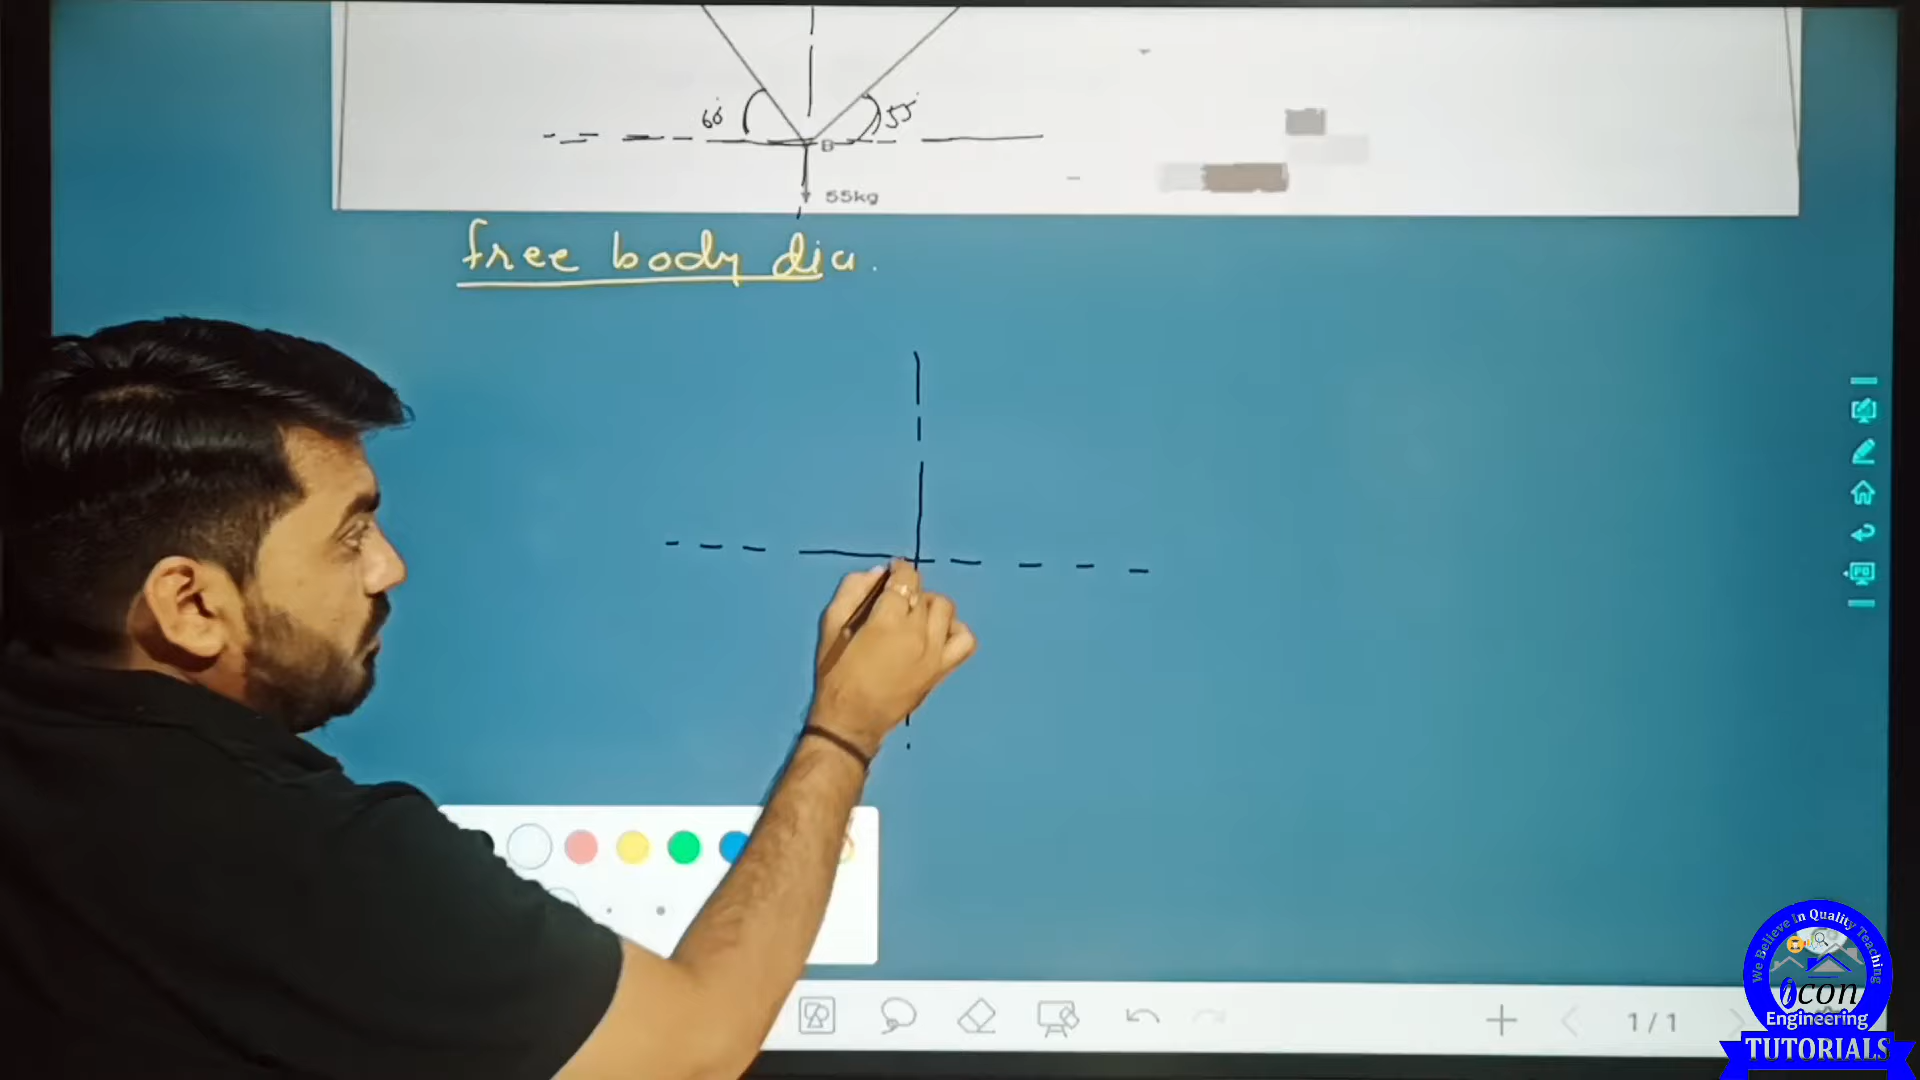 60°
55°
B
55kg
free body dia.
1/1
We Believe In Quality Teaching
icon
Engineering
TUTORIALS